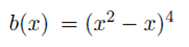 b(x) = (x² − x)⁴